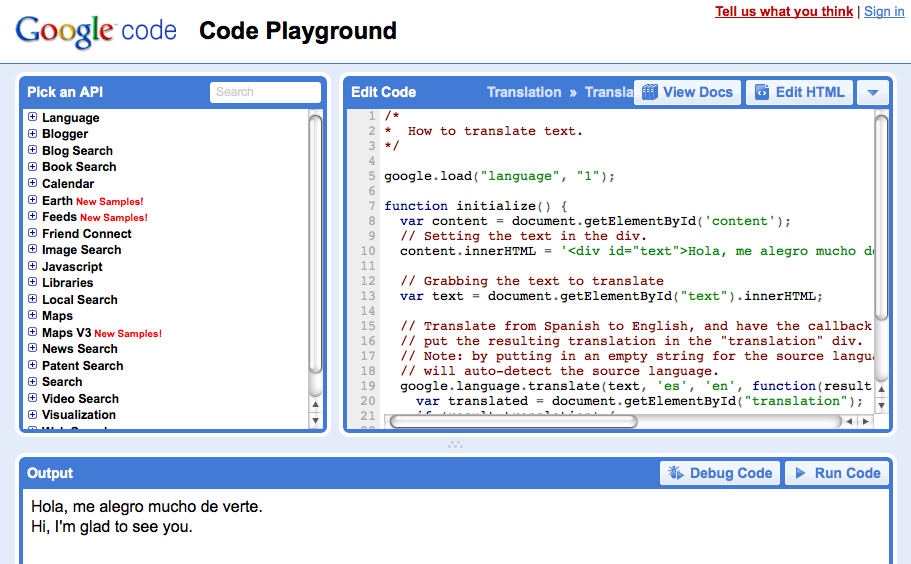 Tell us what you think | Sign in
Google code Code Playground
Pick an API Search
Language
Blogger
Blog Search
Book Search
Calendar
Earth New Samples!
Feeds New Samples!
Friend Connect
Image Search
Javascript
Libraries
Local Search
Maps
Maps V3 New Samples!
News Search
Patent Search
Search
Video Search
Visualization
Edit Code Translation » Transla View Docs Edit HTML
1 /*
2 *  How to translate text.
3 */
4
5 google.load("language", "1");
6
7 function initialize() {
8   var content = document.getElementById('content');
9   // Setting the text in the div.
10   content.innerHTML = '<div id="text">Hola, me alegro mucho de
11
12   // Grabbing the text to translate
13   var text = document.getElementById("text").innerHTML;
14
15   // Translate from Spanish to English, and have the callback
16   // put the resulting translation in the "translation" div.
17   // Note: by putting in an empty string for the source langua
18   // will auto-detect the source language.
19   google.language.translate(text, 'es', 'en', function(result
20     var translated = document.getElementById("translation");
21     if (result.translation) {
22
Output Debug Code Run Code
Hola, me alegro mucho de verte.
Hi, I'm glad to see you.